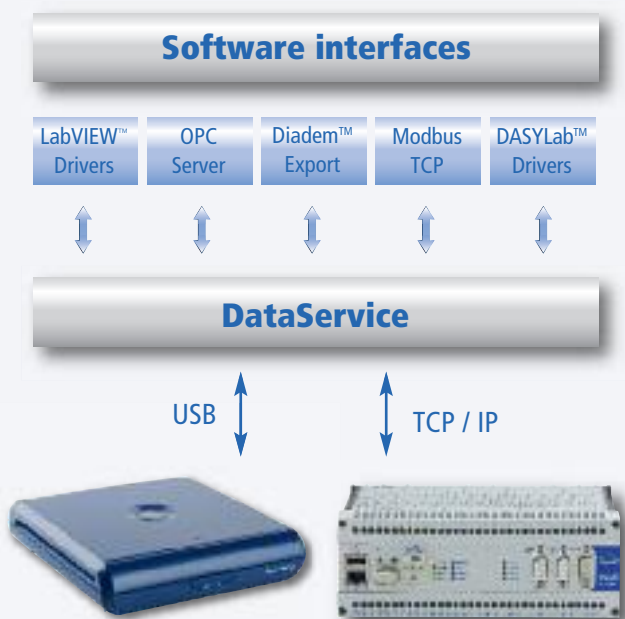 Software interfaces
LabVIEW™
Drivers
OPC
Server
Diadem™
Export
Modbus
TCP
DASYLab™
Drivers
DataService
USB
TCP / IP